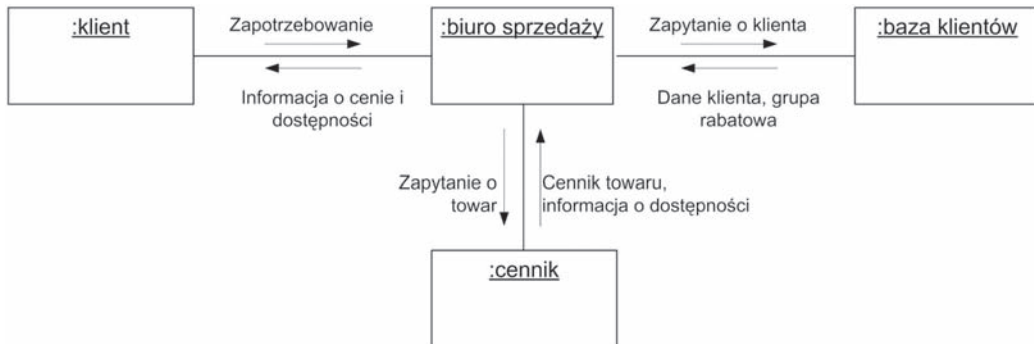 :klient
Zapotrzebowanie
:biuro sprzedaży
Zapytanie o klienta
:baza klientów
Informacja o cenie i
dostępności
Dane klienta, grupa
rabatowa
Zapytanie o
towar
Cennik towaru,
informacja o dostępności
:cennik